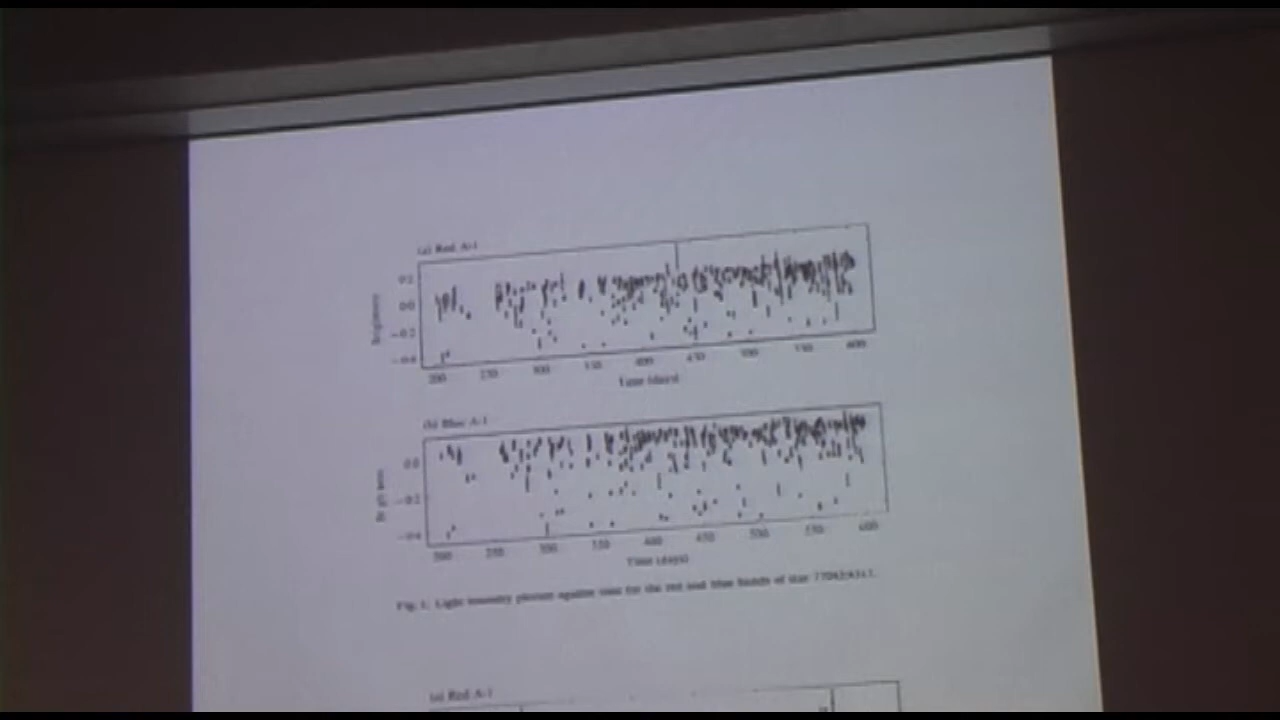 (a) Red A-1
Brightness
0.2
0.0
−0.2
−0.4
200 250 300 350 400 450 500 550 600
Time (days)
(b) Blue A-1
0.0
−0.2
−0.4
200 250 300 350 400 450 500 550 600
Time (days)
Fig. 1. Light intensity plotted against time for the red and blue bands of star
(a) Red A-1